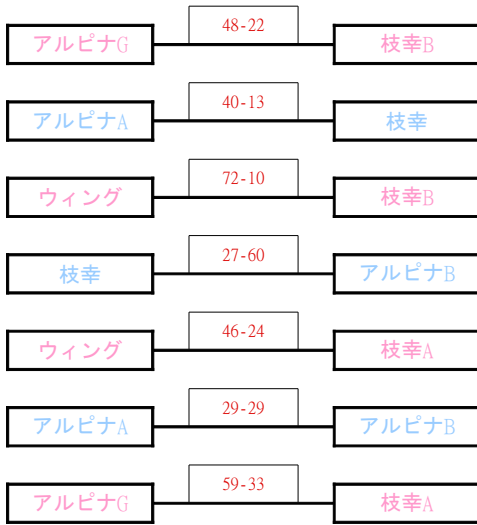 アルピナG 48-22 枝幸B
アルピナA 40-13 枝幸
ウィング 72-10 枝幸B
枝幸 27-60 アルピナB
ウィング 46-24 枝幸A
アルピナA 29-29 アルピナB
アルピナG 59-33 枝幸A